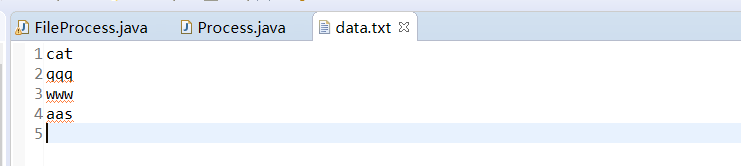 FileProcess.java Process.java data.txt
1 cat
2 qqq
3 www
4 aas
5